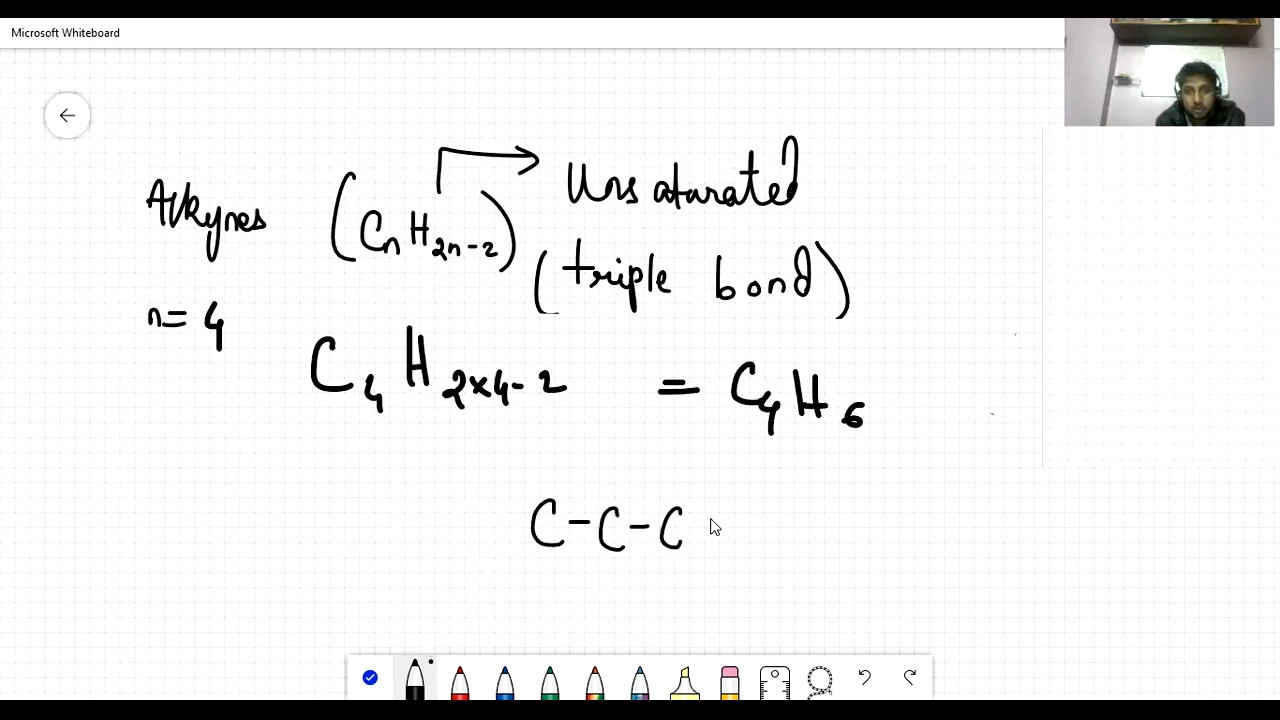 Microsoft Whiteboard
Alkynes (CnH2n-2) → Unsaturated
(triple bond)
n= 4
C4H2x4-2 = C4H6
C-C-C